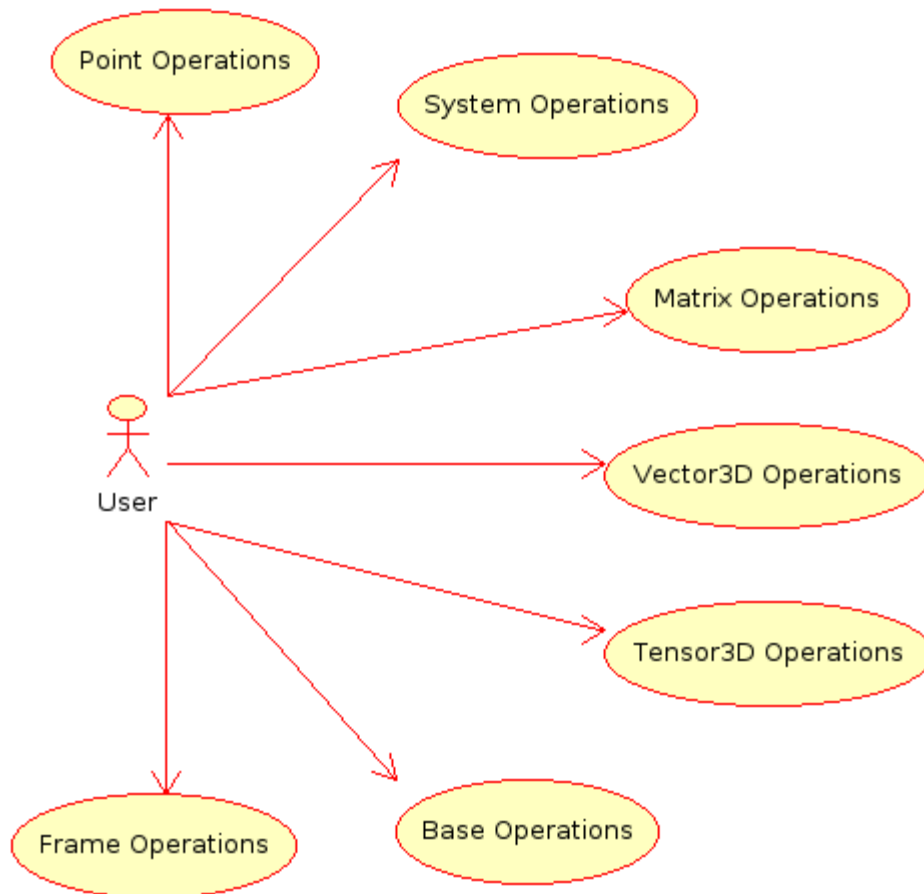 Point Operations
System Operations
Matrix Operations
User
Vector3D Operations
Tensor3D Operations
Base Operations
Frame Operations